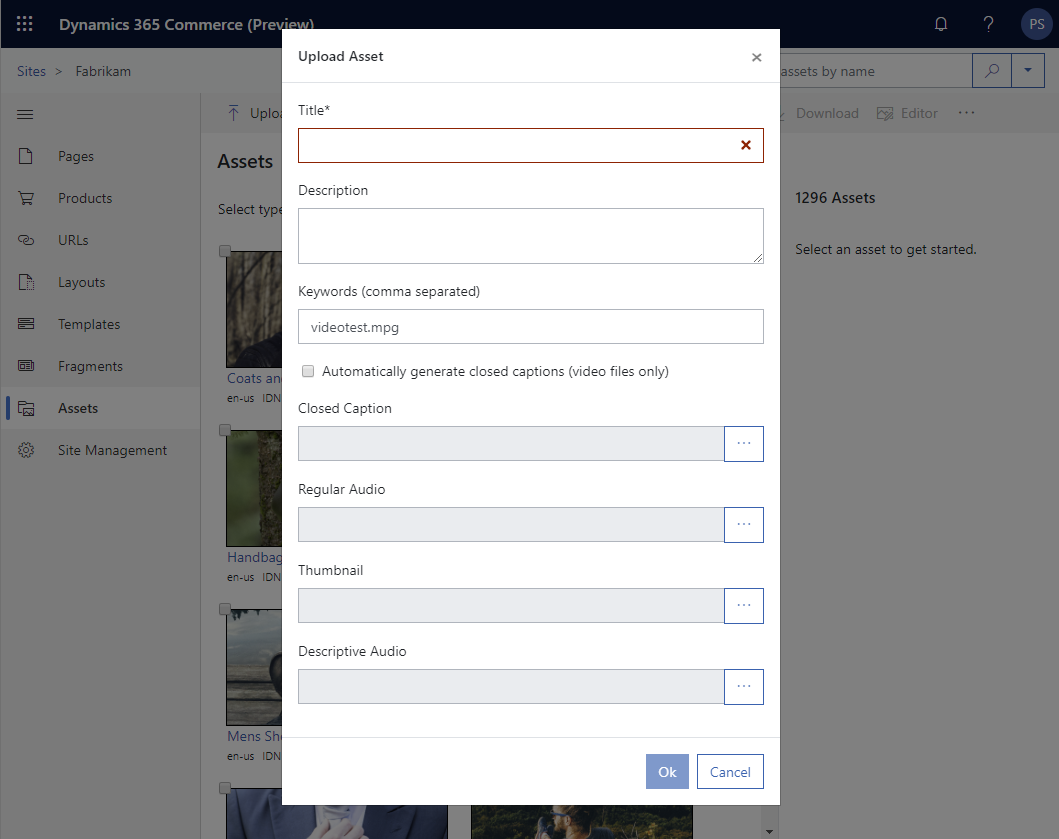 Dynamics 365 Commerce (Preview)
?
PS
Sites > Fabrikam
assets by name
Uploa
Download
Editor
...
Pages
Products
URLs
Layouts
Templates
Fragments
Assets
Site Management
Assets
Select type
Coats an
en-us IDN
Handbag
en-us IDN
Mens Sh
en-us IDN
1296 Assets
Select an asset to get started.
Upload Asset
×
Title*
Description
Keywords (comma separated)
videotest.mpg
Automatically generate closed captions (video files only)
Closed Caption
...
Regular Audio
...
Thumbnail
...
Descriptive Audio
...
Ok
Cancel